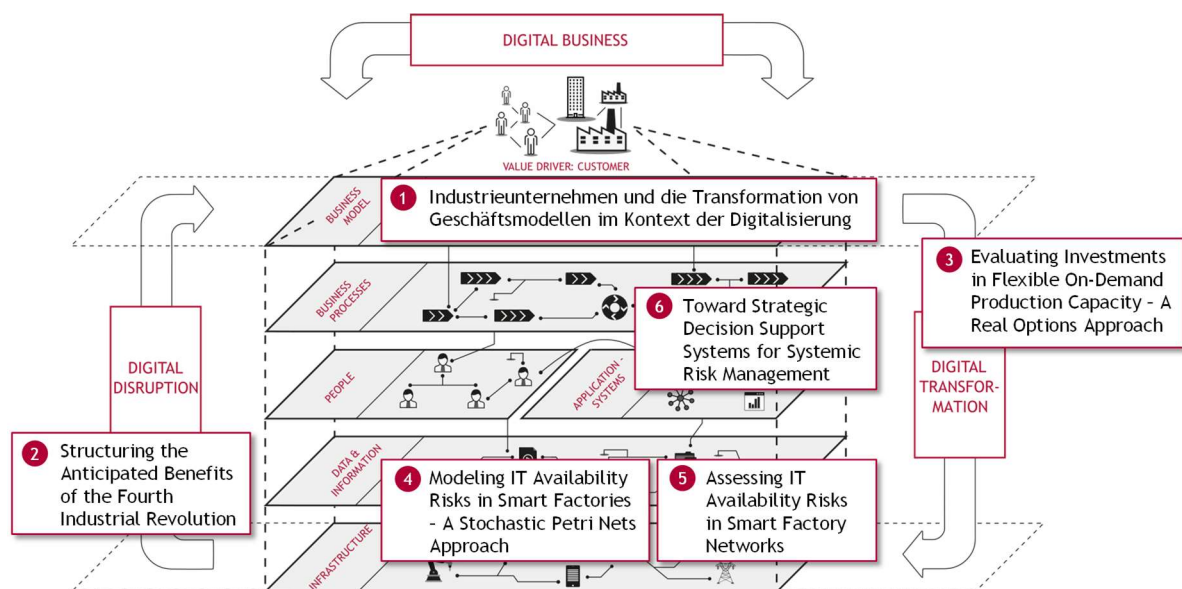 DIGITAL BUSINESS
VALUE DRIVER: CUSTOMER
BUSINESS
MODEL
1
Industrieunternehmen und die Transformation von
Geschäftsmodellen im Kontext der Digitalisierung
3
Evaluating Investments
in Flexible On-Demand
Production Capacity – A
Real Options Approach
BUSINESS
PROCESSES
6
Toward Strategic
Decision Support
Systems for Systemic
Risk Management
DIGITAL
DISRUPTION
PEOPLE
APPLICATION -
SYSTEMS
DIGITAL
TRANSFOR-
MATION
2
Structuring the
Anticipated Benefits
of the Fourth
Industrial Revolution
DATA &
INFORMATION
4
Modeling IT Availability
Risks in Smart Factories
– A Stochastic Petri Nets
Approach
5
Assessing IT
Availability Risks
in Smart Factory
Networks
INFRASTRUCTURE